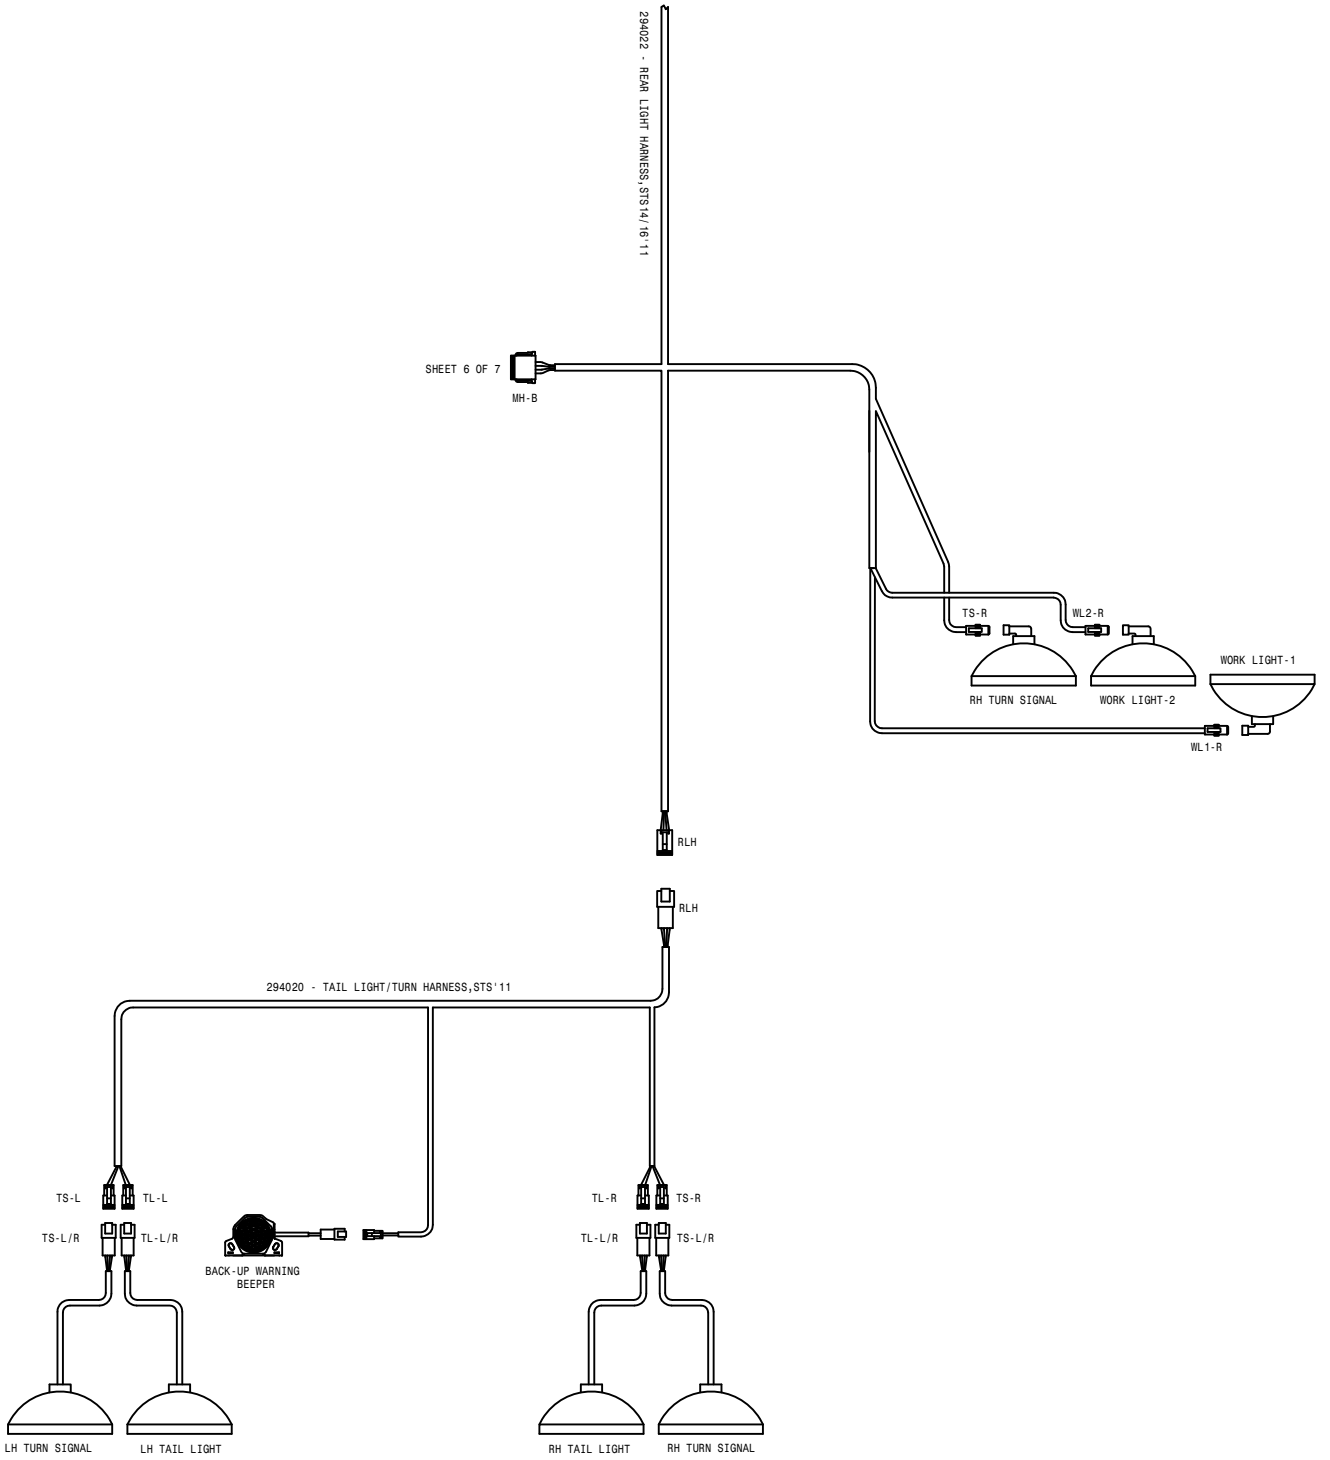 294022 - REAR LIGHT HARNESS,STS14/16'11
SHEET 6 OF 7
MH-B
TS-R
WL2-R
WORK LIGHT-1
RH TURN SIGNAL
WORK LIGHT-2
WL1-R
RLH
RLH
294020 - TAIL LIGHT/TURN HARNESS,STS'11
TS-L
TL-L
TL-R
TS-R
TS-L/R
TL-L/R
TL-L/R
TS-L/R
BACK-UP WARNING
BEEPER
LH TURN SIGNAL
LH TAIL LIGHT
RH TAIL LIGHT
RH TURN SIGNAL